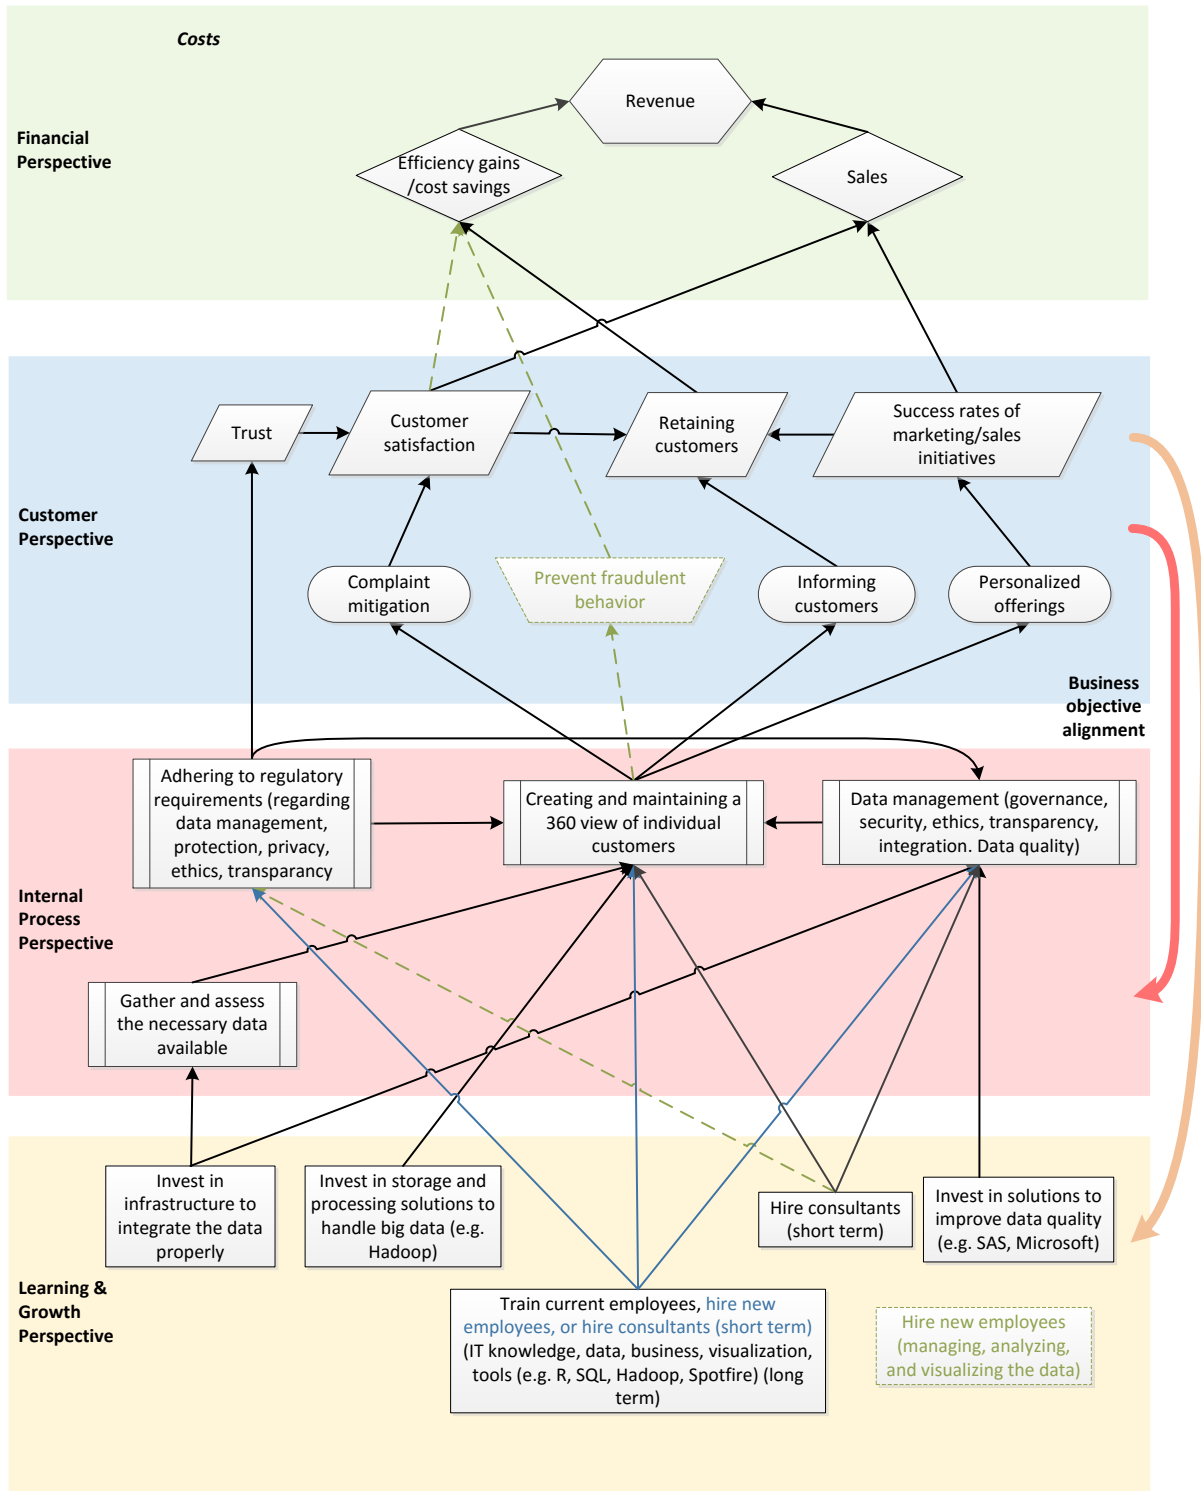 Costs
Revenue
Financial
Perspective
Efficiency gains
/cost savings
Sales
Trust
Customer
satisfaction
Retaining
customers
Success rates of
marketing/sales
initiatives
Customer
Perspective
Complaint
mitigation
Prevent fraudulent
behavior
Informing
customers
Personalized
offerings
Business
objective
alignment
Adhering to regulatory
requirements (regarding
data management,
protection, privacy,
ethics, transparancy
Creating and maintaining a
360 view of individual
customers
Data management (governance,
security, ethics, transparency,
integration. Data quality)
Internal
Process
Perspective
Gather and assess
the necessary data
available
Invest in
infrastructure to
integrate the data
properly
Invest in storage and
processing solutions to
handle big data (e.g.
Hadoop)
Hire consultants
(short term)
Invest in solutions to
improve data quality
(e.g. SAS, Microsoft)
Learning &
Growth
Perspective
Train current employees, hire new
employees, or hire consultants (short term)
(IT knowledge, data, business, visualization,
tools (e.g. R, SQL, Hadoop, Spotfire) (long
term)
Hire new employees
(managing, analyzing,
and visualizing the data)